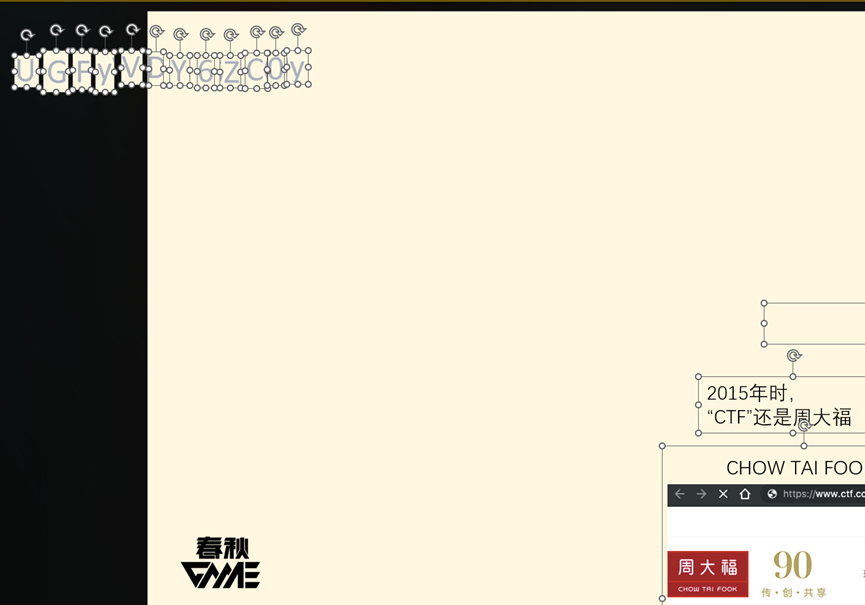 UGFyVDY6ZC0y
2015年时,
“CTF”还是周大福
CHOW TAI FOO
https://www.ctf.co
周大福
CHOW TAI FOOK
90
传·创·共享
春秋
GAME